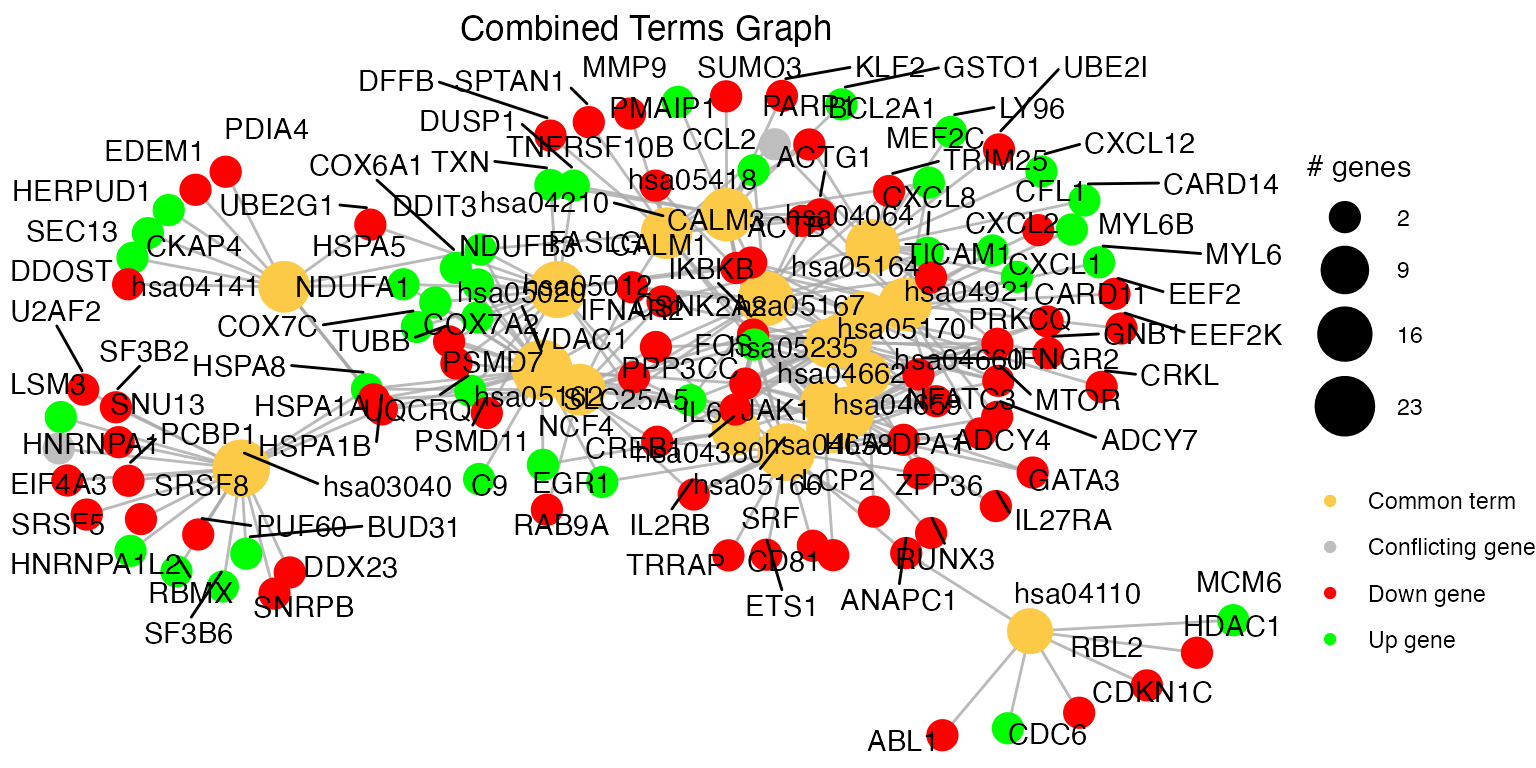 Combined Terms Graph
MMP9
SUMO3
KLF2
GSTO1
UBE2I
DFFB
SPTAN1
PMAIP1
PARP1
BCL2A1
LY96
DUSP1
PDIA4
TNFRSF10B
CCL2
MEF2C
CXCL12
EDEM1
COX6A1
TXN
ACTG1
TRIM25
HERPUD1
UBE2G1
DDIT3
hsa04210
hsa05418
CXCL8
CFL1
CARD14
SEC13
CKAP4
HSPA5
NDUFB3
FASLG
CALM3
CALM1
ACTB
hsa04064
CXCL2
MYL6B
DDOST
hsa04141
NDUFA1
hsa05020
hsa05012
IKBKB
hsa05164
TICAM1
CXCL1
MYL6
U2AF2
COX7C
TUBB
COX7A2
IFNAR2
CSNK2A2
hsa05167
hsa04921
CARD11
EEF2
SF3B2
HSPA8
VDAC1
FOS
hsa05235
hsa05170
PRKCQ
GNB1
EEF2K
LSM3
SNU13
HSPA1A
PSMD7
PPP3CC
hsa04662
hsa04660
IFNGR2
CRKL
UQCRQ
hsa05162
SLC25A5
IL6
JAK1
hsa04659
NFATC3
MTOR
HNRNPA1
PCBP1
HSPA1B
PSMD11
NCF4
CREB1
hsa04380
hsa04658
HLA-DPA1
ADCY4
ADCY7
EIF4A3
SRSF8
hsa03040
C9
EGR1
hsa05166
LCP2
ZFP36
GATA3
SRSF5
PUF60
BUD31
RAB9A
IL2RB
SRF
IL27RA
HNRNPA1L2
RBMX
DDX23
TRRAP
CD81
RUNX3
SF3B6
SNRPB
ETS1
ANAPC1
hsa04110
MCM6
HDAC1
RBL2
CDKN1C
ABL1
CDC6
# genes
2
9
16
23
Common term
Conflicting gene
Down gene
Up gene